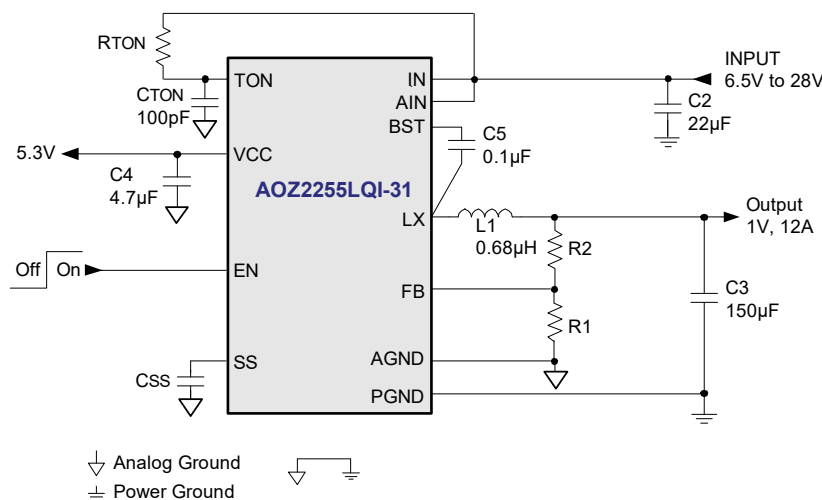 RTON
TON
CTON
100pF
IN
AIN
BST
INPUT
6.5V to 28V
C2
22µF
C5
0.1µF
5.3V
C4
4.7µF
VCC
AOZ2255LQI-31
LX
L1
0.68µH
Output
1V, 12A
R2
Off
On
EN
FB
R1
C3
150µF
SS
CSS
AGND
PGND
Analog Ground
Power Ground